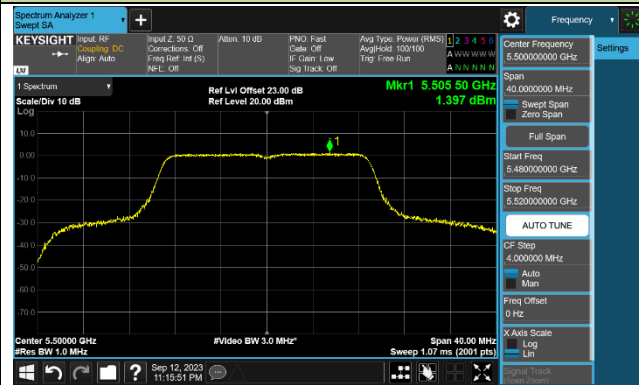 Spectrum Analyzer 1
Swept SA
Frequency
KEYSIGHT
Input: RF
Coupling: DC
Align: Auto
Input Z: 50 Ω
Corrections: Off
Freq Ref: Int (S)
NFE: Off
Atten: 10 dB
PNO: Fast
Gate: Off
IF Gain: Low
Sig Track: Off
Avg Type: Power (RMS)
Avg|Hold: 100/100
Trig: Free Run
1 2 3 4 5 6
A W W W W W
A N N N N N
LXI
Center Frequency
5.500000000 GHz
Settings
Span
40.0000000 MHz
Swept Span
Zero Span
Full Span
Start Freq
5.480000000 GHz
Stop Freq
5.520000000 GHz
AUTO TUNE
CF Step
4.000000 MHz
Auto
Man
Freq Offset
0 Hz
X Axis Scale
Log
Lin
Signal Track
(Span Zoom)
1 Spectrum
Scale/Div 10 dB
Log
Ref Lvl Offset 23.00 dB
Ref Level 20.00 dBm
Mkr1 5.505 50 GHz
1.397 dBm
1
10.0
0.00
-10.0
-20.0
-30.0
-40.0
-50.0
-60.0
-70.0
Center 5.50000 GHz
#Res BW 1.0 MHz
#Video BW 3.0 MHz*
Span 40.00 MHz
Sweep 1.07 ms (2001 pts)
?
Sep 12, 2023
11:15:51 PM